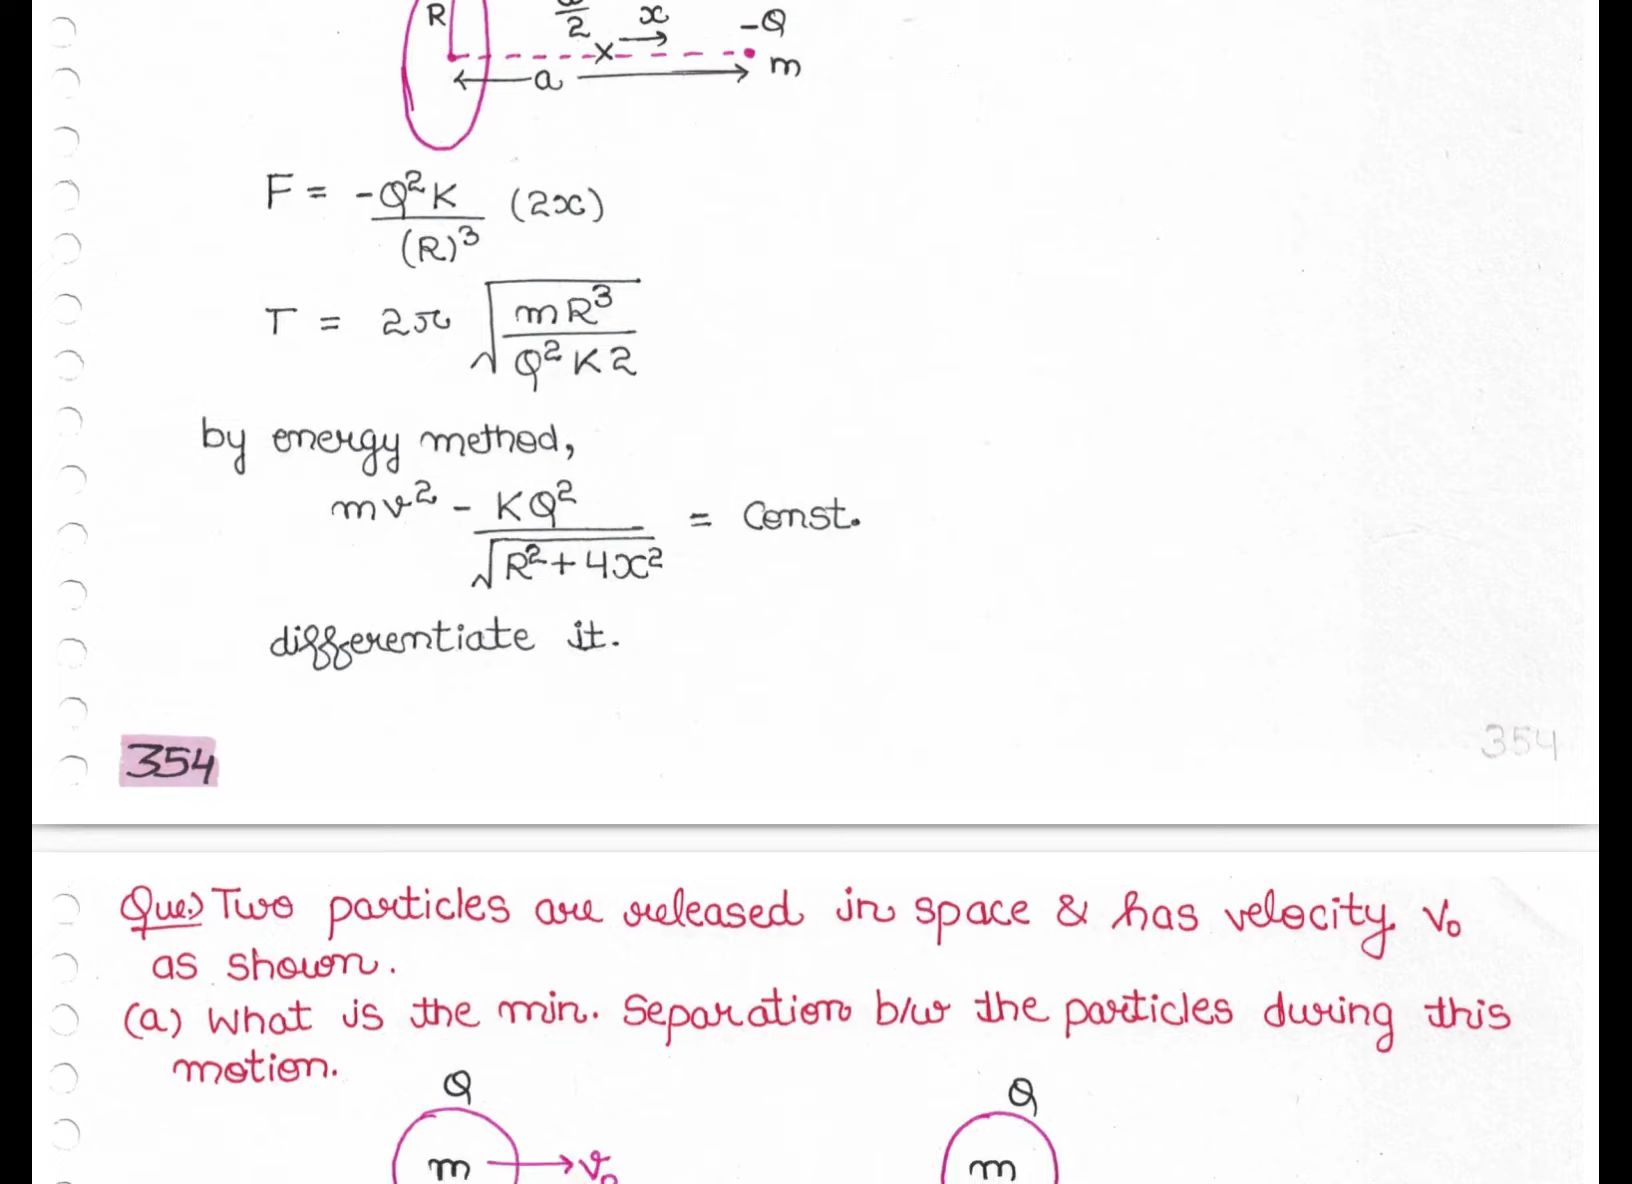 R
x
2
x
-Q
a
m
F = -Q²K / (R)³ (2x)
T = 2π √(mR³ / Q²K2)
by energy method,
mv² - KQ² / √(R²+4x²) = Const.
differentiate it.
354
354
Que.) Two particles are released in space & has velocity v₀
as shown.
(a) What is the min. Separation b/w the particles during this
motion.
Q
Q
m
v₀
m